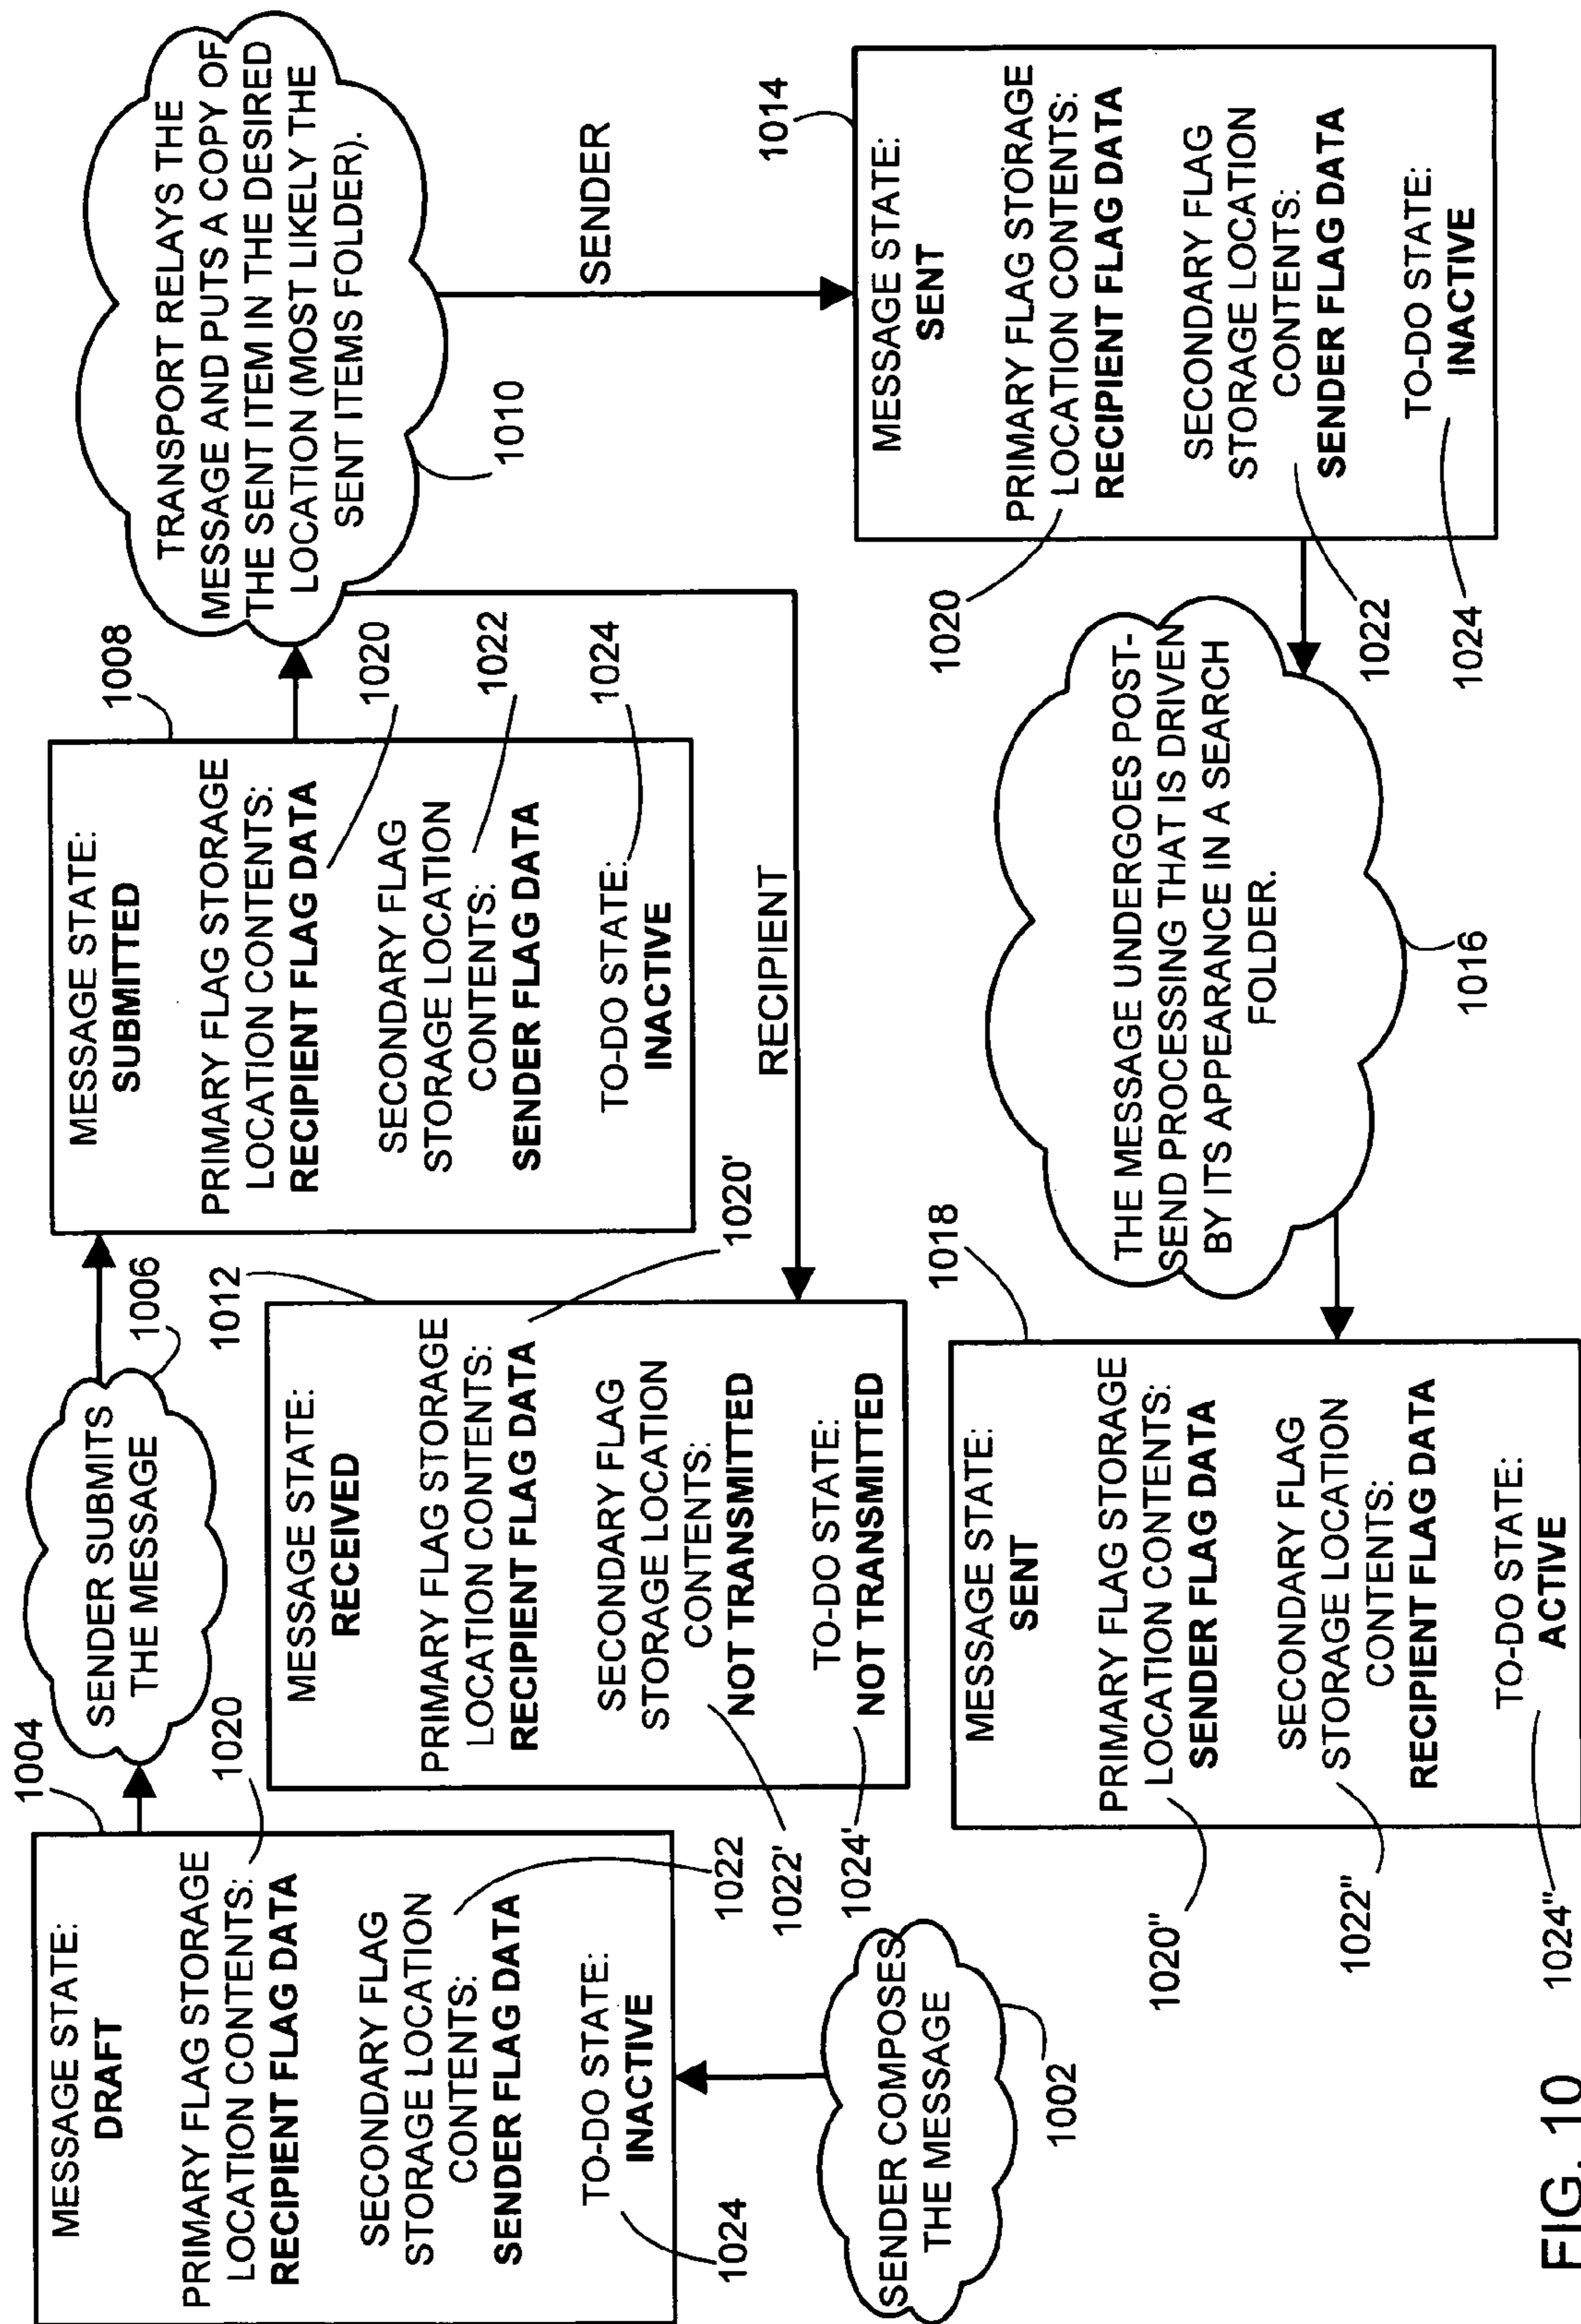 1004
MESSAGE STATE:
DRAFT
PRIMARY FLAG STORAGE
LOCATION CONTENTS:
RECIPIENT FLAG DATA
1020
SECONDARY FLAG
STORAGE LOCATION
CONTENTS:
SENDER FLAG DATA
1022
TO-DO STATE:
INACTIVE
1024
SENDER COMPOSES
THE MESSAGE
1002
SENDER SUBMITS
THE MESSAGE
1006
1008
MESSAGE STATE:
SUBMITTED
PRIMARY FLAG STORAGE
LOCATION CONTENTS:
RECIPIENT FLAG DATA
1020
SECONDARY FLAG
STORAGE LOCATION
CONTENTS:
SENDER FLAG DATA
1022
TO-DO STATE:
INACTIVE
1024
TRANSPORT RELAYS THE
MESSAGE AND PUTS A COPY OF
THE SENT ITEM IN THE DESIRED
LOCATION (MOST LIKELY THE
SENT ITEMS FOLDER).
1010
RECIPIENT
SENDER
1012
MESSAGE STATE:
RECEIVED
PRIMARY FLAG STORAGE
LOCATION CONTENTS:
RECIPIENT FLAG DATA
1020'
SECONDARY FLAG
STORAGE LOCATION
CONTENTS:
NOT TRANSMITTED
1022'
TO-DO STATE:
NOT TRANSMITTED
1024'
1014
MESSAGE STATE:
SENT
PRIMARY FLAG STORAGE
LOCATION CONTENTS:
RECIPIENT FLAG DATA
1020
SECONDARY FLAG
STORAGE LOCATION
CONTENTS:
SENDER FLAG DATA
1022
TO-DO STATE:
INACTIVE
1024
THE MESSAGE UNDERGOES POST-
SEND PROCESSING THAT IS DRIVEN
BY ITS APPEARANCE IN A SEARCH
FOLDER.
1016
1018
MESSAGE STATE:
SENT
PRIMARY FLAG STORAGE
LOCATION CONTENTS:
SENDER FLAG DATA
1020"
SECONDARY FLAG
STORAGE LOCATION
CONTENTS:
RECIPIENT FLAG DATA
1022"
TO-DO STATE:
ACTIVE
1024"
FIG. 10